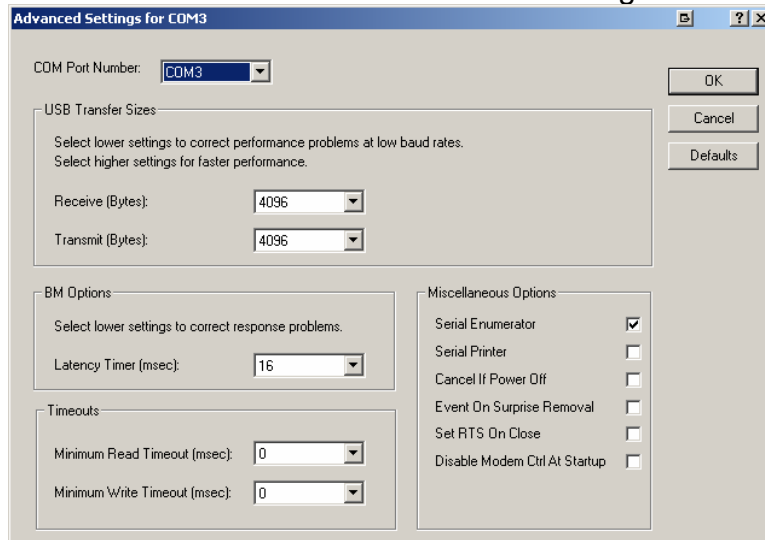 Advanced Settings for COM3
COM Port Number: COM3
OK
Cancel
Defaults
USB Transfer Sizes
Select lower settings to correct performance problems at low baud rates.
Select higher settings for faster performance.
Receive (Bytes): 4096
Transmit (Bytes): 4096
BM Options
Select lower settings to correct response problems.
Latency Timer (msec): 16
Timeouts
Minimum Read Timeout (msec): 0
Minimum Write Timeout (msec): 0
Miscellaneous Options
Serial Enumerator
Serial Printer
Cancel If Power Off
Event On Surprise Removal
Set RTS On Close
Disable Modem Ctrl At Startup